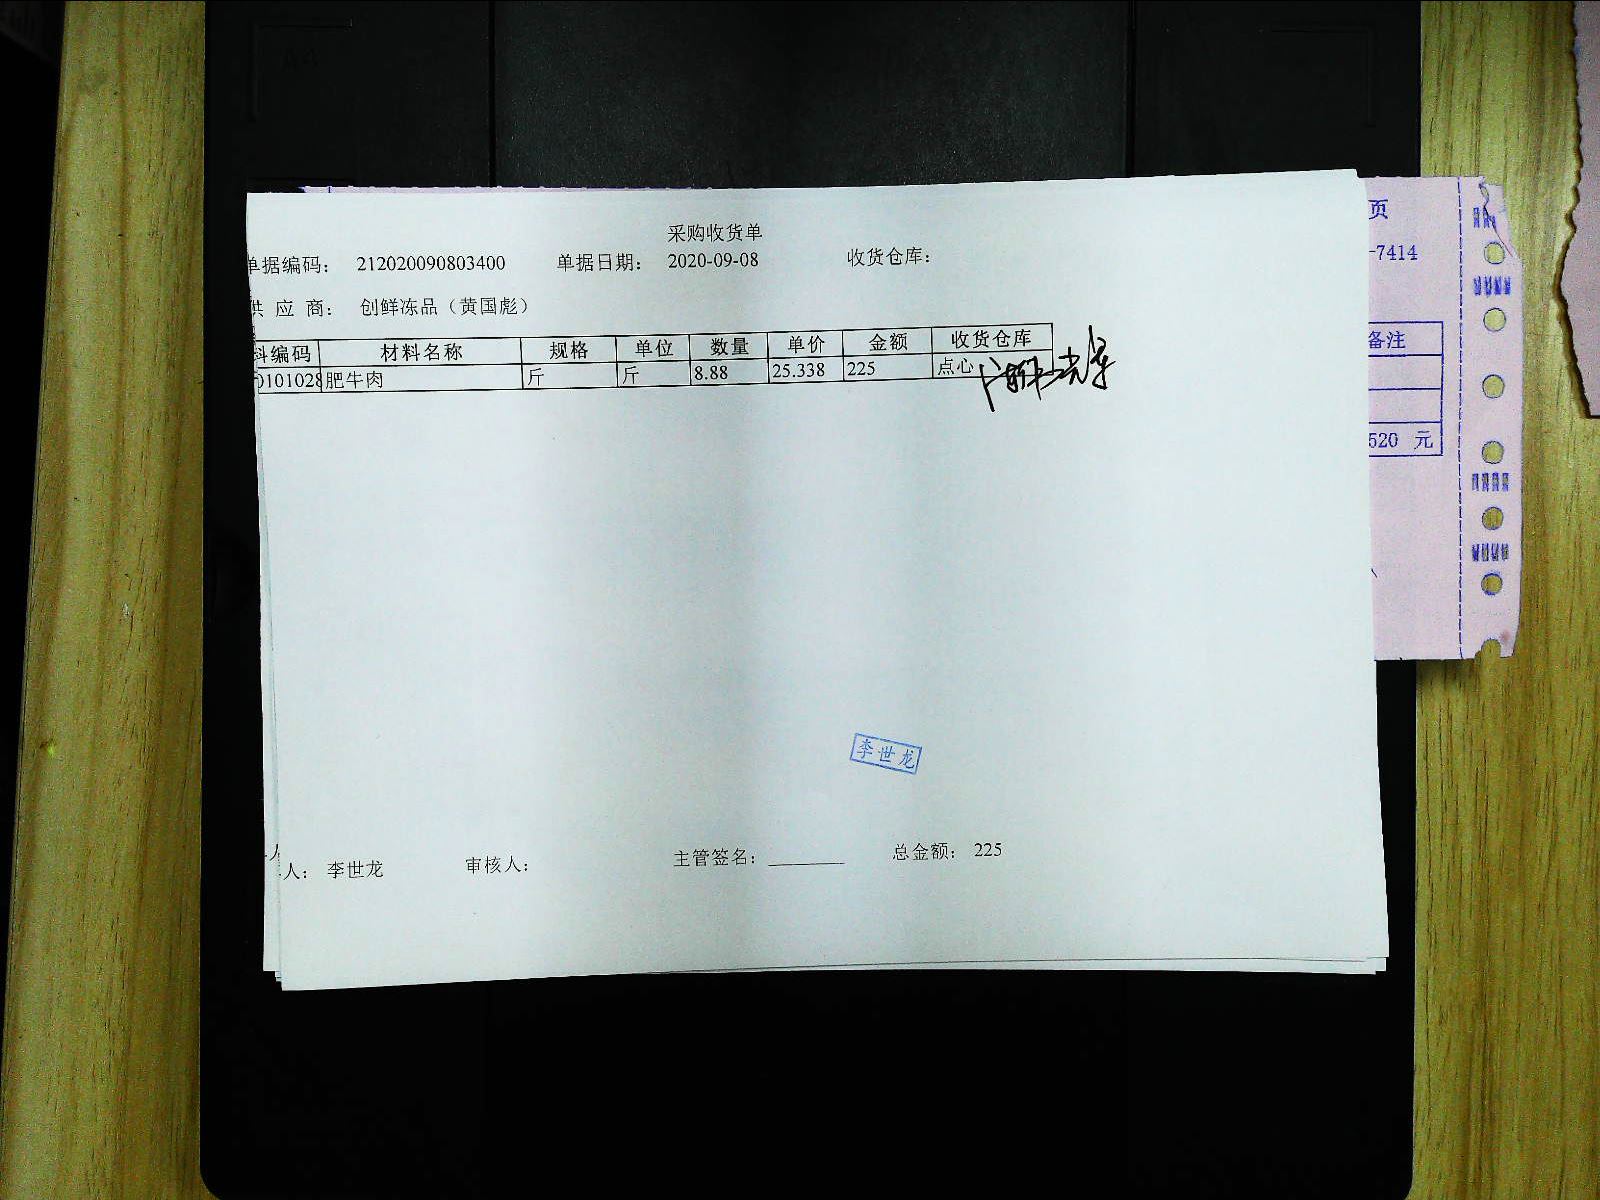 采购收货单
单据编码： 212020090803400 单据日期： 2020-09-08 收货仓库：
供 应 商： 创鲜冻品（黄国彪）
料编码 材料名称 规格 单位 数量 单价 金额 收货仓库
0101028 肥牛肉 斤 斤 8.88 25.338 225 点心
李世龙
人： 李世龙 审核人： 主管签名： 总金额： 225
页
-7414
备注
520 元